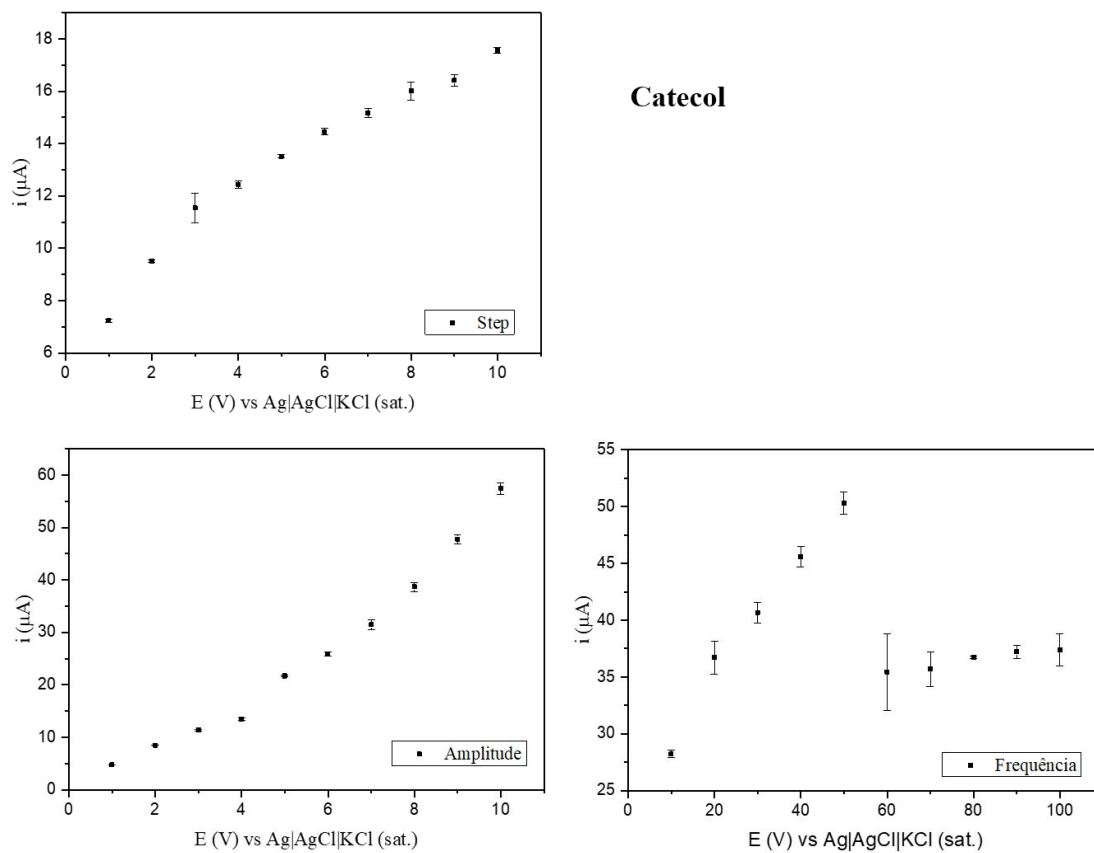 Catecol
18
16
14
12
10
8
6
i (µA)
Step
0 2 4 6 8 10
E (V) vs Ag|AgCl|KCl (sat.)
60
50
40
30
20
10
0
i (µA)
Amplitude
0 2 4 6 8 10
E (V) vs Ag|AgCl|KCl (sat.)
55
50
45
40
35
30
25
i (µA)
Frequência
0 20 40 60 80 100
E (V) vs Ag|AgCl|KCl (sat.)